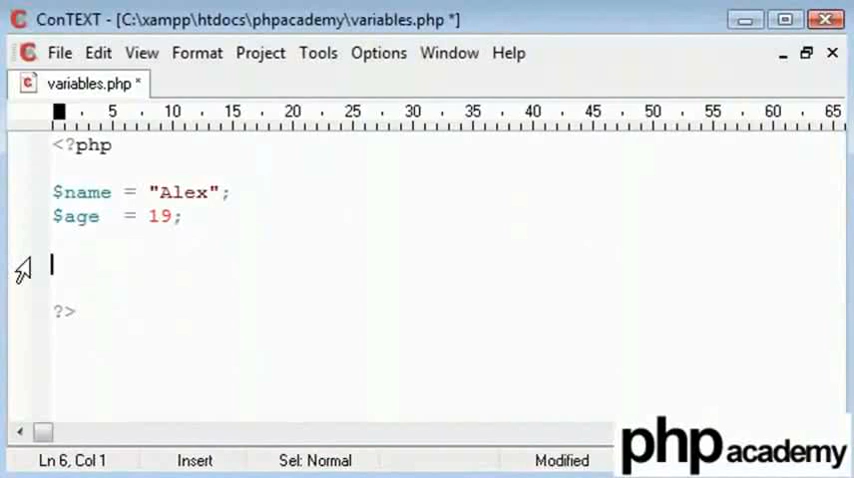 ConTEXT - [C:\xampp\htdocs\phpacademy\variables.php *]
File Edit View Format Project Tools Options Window Help
variables.php *
5 10 15 20 25 30 35 40 45 50 55 60 65
<?php
$name = "Alex";
$age  = 19;
?>
Ln 6, Col 1 Insert Sel: Normal Modified
php academy